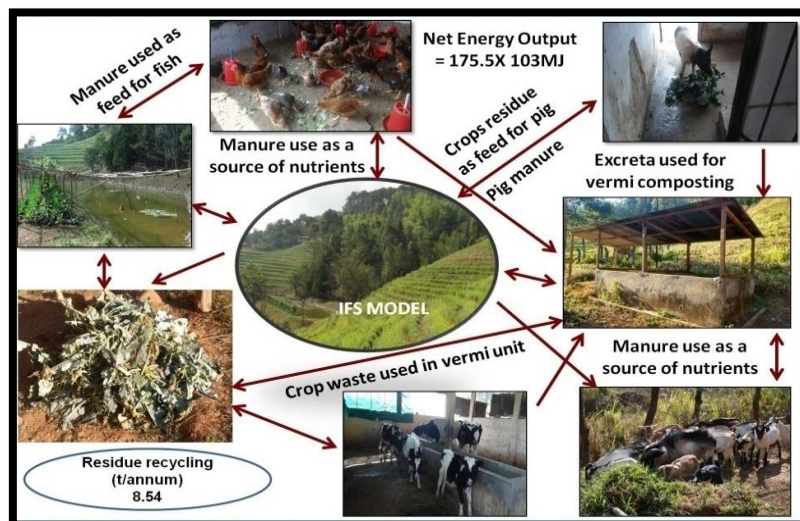 Net Energy Output
= 175.5X 103MJ
Manure used as
feed for fish
Manure use as a
source of nutrients
Crops residue
as feed for pig
Pig manure
Excreta used for
vermi composting
IFS MODEL
Crop waste used in vermi unit
Manure use as a
source of nutrients
Residue recycling
(t/annum)
8.54